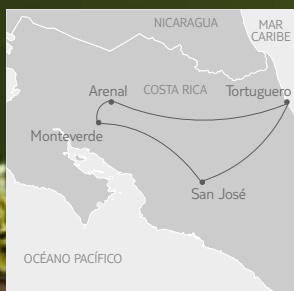 NICARAGUA
MAR
CARIBE
Arenal
COSTA RICA
Tortuguero
Monteverde
San José
OCÉANO PACÍFICO